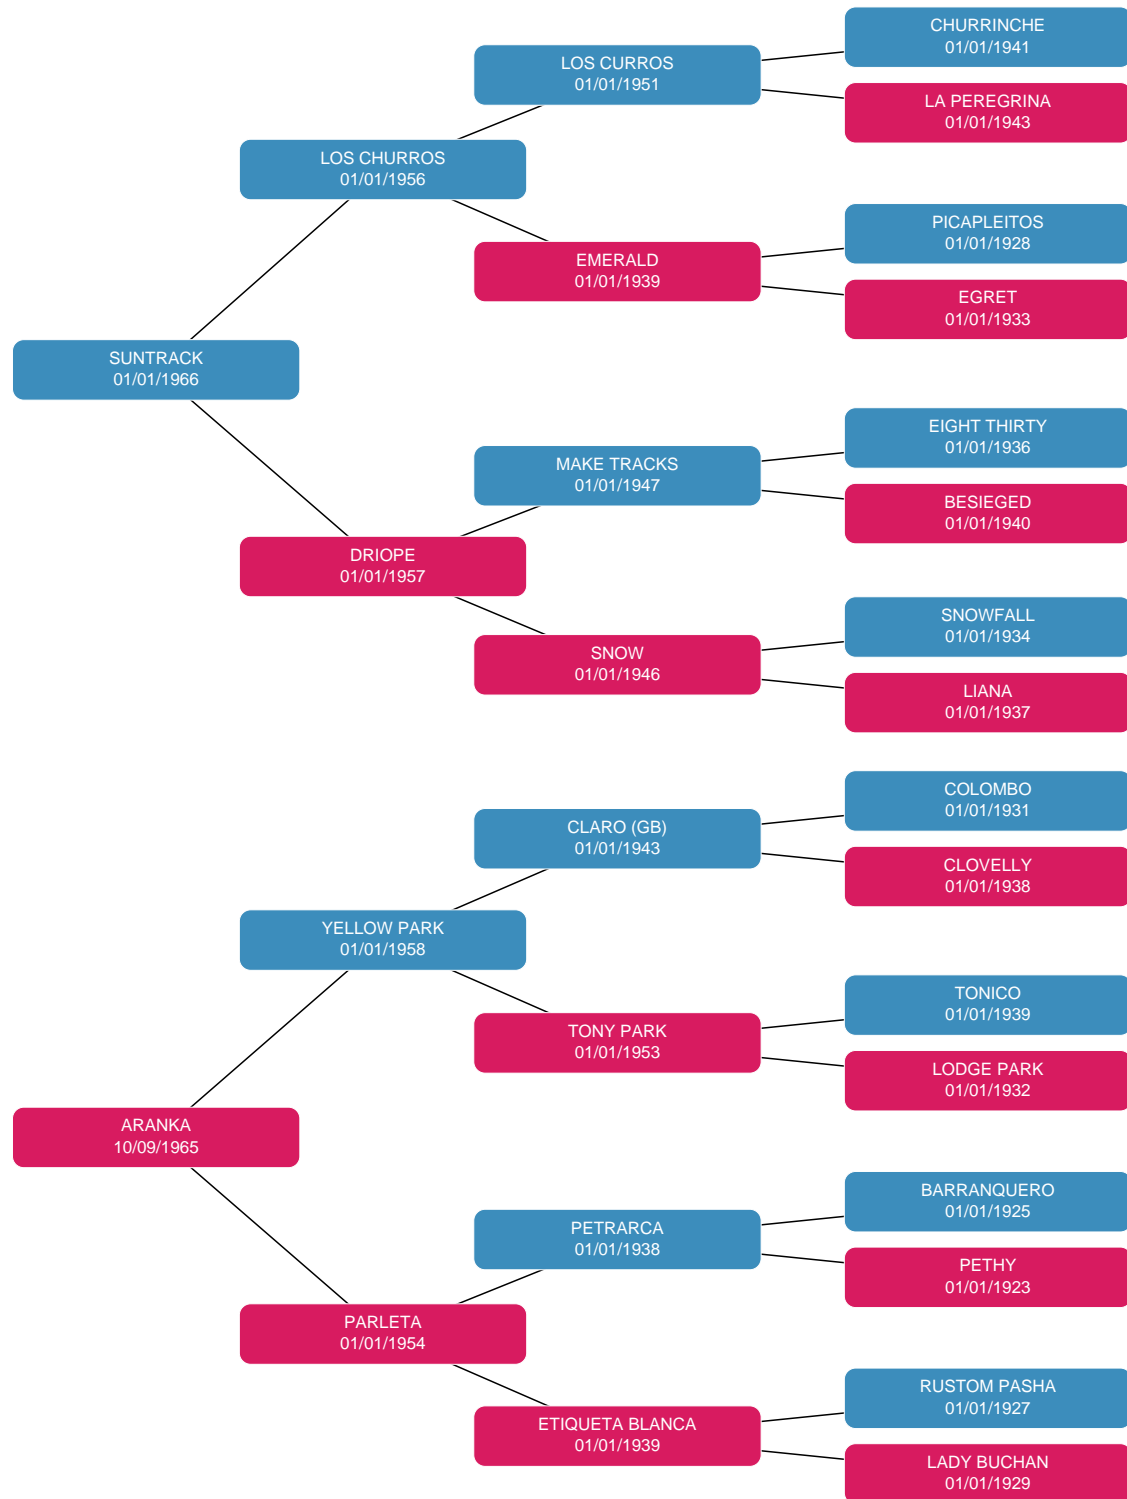 CHURRINCHE
01/01/1941
LOS CURROS
01/01/1951
LA PEREGRINA
01/01/1943
LOS CHURROS
01/01/1956
PICAPLEITOS
01/01/1928
EMERALD
01/01/1939
EGRET
01/01/1933
SUNTRACK
01/01/1966
EIGHT THIRTY
01/01/1936
MAKE TRACKS
01/01/1947
BESIEGED
01/01/1940
DRIOPE
01/01/1957
SNOWFALL
01/01/1934
SNOW
01/01/1946
LIANA
01/01/1937
COLOMBO
01/01/1931
CLARO (GB)
01/01/1943
CLOVELLY
01/01/1938
YELLOW PARK
01/01/1958
TONICO
01/01/1939
TONY PARK
01/01/1953
LODGE PARK
01/01/1932
ARANKA
10/09/1965
BARRANQUERO
01/01/1925
PETRARCA
01/01/1938
PETHY
01/01/1923
PARLETA
01/01/1954
RUSTOM PASHA
01/01/1927
ETIQUETA BLANCA
01/01/1939
LADY BUCHAN
01/01/1929